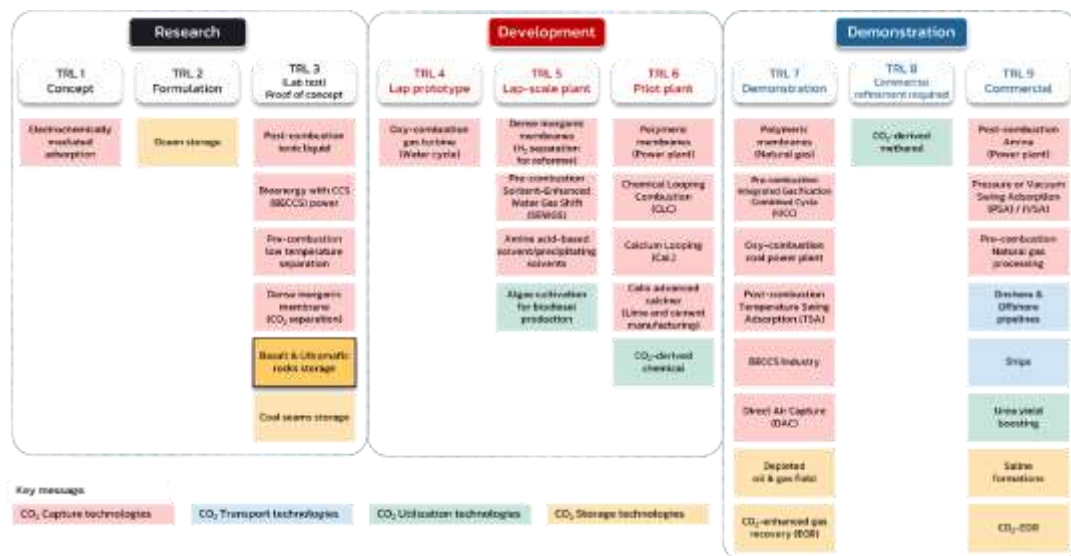 Research
Development
Demonstration
TRL 1
Concept
TRL 2
Formulation
TRL 3
(Lab test)
Proof of concept
TRL 4
Lap prototype
TRL 5
Lap-scale plant
TRL 6
Pilot plant
TRL 7
Demonstration
TRL 8
Commercial
refinement required
TRL 9
Commercial
Electrochemically
mediated
adsorption
Ocean storage
Post-combustion
ionic liquid
Bioenergy with CCS
(BECCS) power
Pre-combustion
low temperature
separation
Dense inorganic
membrane
(CO₂ separation)
Basalt & Ultramafic
rocks storage
Coal seams storage
Oxy-combustion
gas turbine
(Water cycle)
Dense inorganic
membranes
(H₂ separation
for reformer)
Pre-combustion
Sorbent-Enhanced
Water Gas Shift
(SEWGS)
Amino acid-based
solvent/precipitating
solvents
Algae cultivation
for biodiesel
production
Polymeric
membranes
(Power plant)
Chemical Looping
Combustion
(CLC)
Calcium Looping
(CaL)
Calix advanced
calciner
(Lime and cement
manufacturing)
CO₂-derived
chemical
Polymeric
membranes
(Natural gas)
Pre-combustion
Integrated Gasification
Combined Cycle
(IGCC)
Oxy-combustion
coal power plant
Post-combustion
Temperature Swing
Adsorption (TSA)
BECCS Industry
Direct Air Capture
(DAC)
Depleted
oil & gas field
CO₂-enhanced gas
recovery (EGR)
CO₂-derived
methanol
Post-combustion
Amine
(Power plant)
Pressure or Vacuum
Swing Adsorption
(PSA) / (VSA)
Pre-combustion
Natural gas
processing
Onshore &
Offshore
pipelines
Ships
Urea yield
boosting
Saline
formations
CO₂-EOR
Key message
CO₂ Capture technologies
CO₂ Transport technologies
CO₂ Utilisation technologies
CO₂ Storage technologies